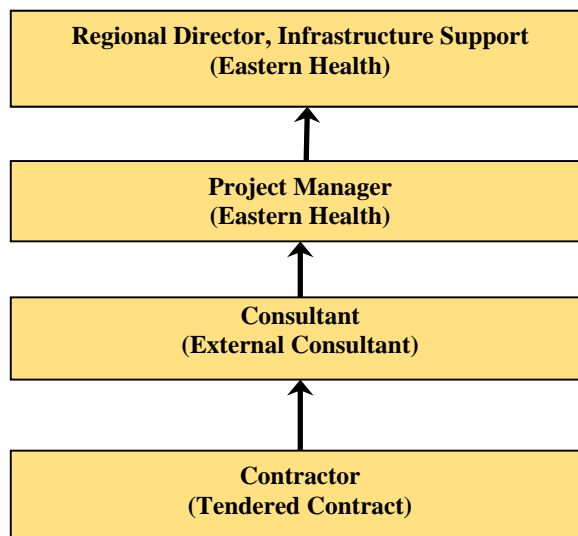 Regional Director, Infrastructure Support
(Eastern Health)
Project Manager
(Eastern Health)
Consultant
(External Consultant)
Contractor
(Tendered Contract)